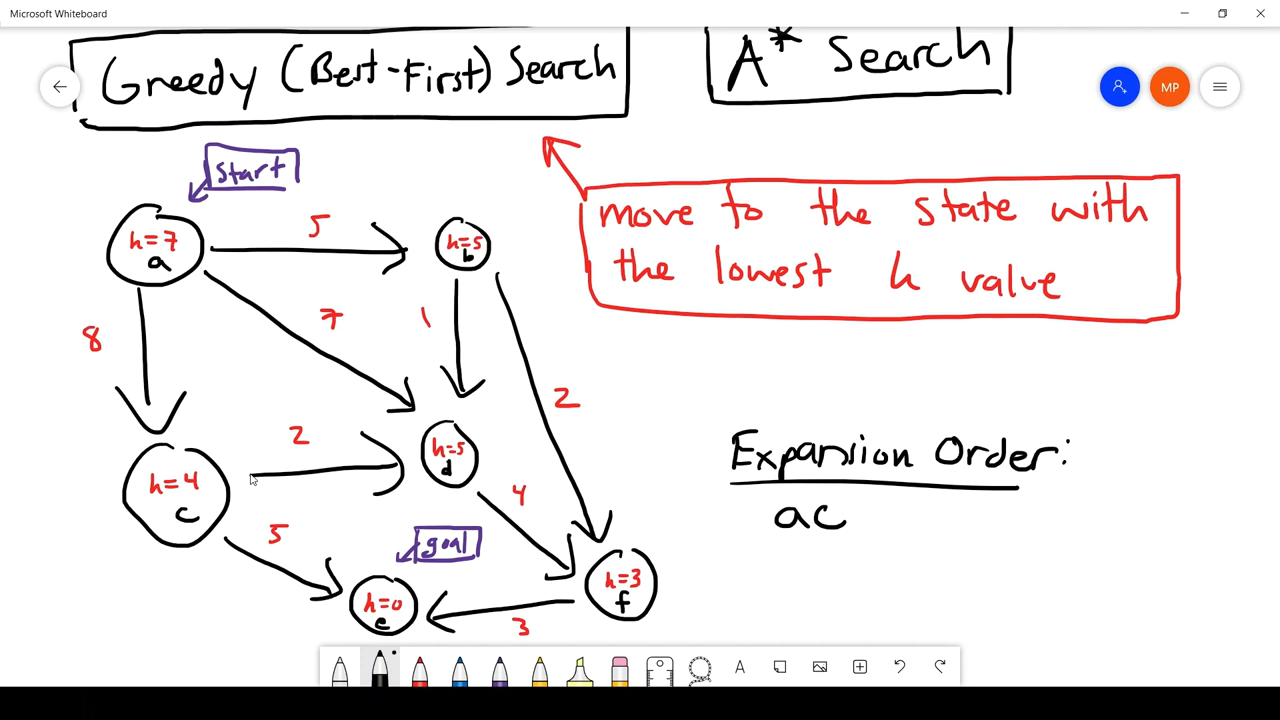 Microsoft Whiteboard
Greedy (Best-First) Search
A* Search
MP
start
move to the state with
the lowest h value
h=7
a
5
h=5
b
8
7
1
2
h=4
c
2
h=5
d
Expansion Order:
ac
4
5
goal
h=0
e
h=3
f
3
A